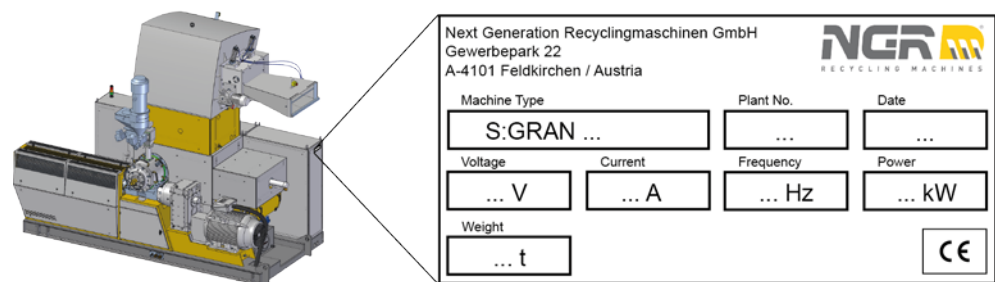 Next Generation Recyclingmaschinen GmbH
Gewerbepark 22
A-4101 Feldkirchen / Austria
NGR
RECYCLING MACHINES
Machine Type
Plant No.
Date
S:GRAN ...
...
...
Voltage
Current
Frequency
Power
... V
... A
... Hz
... kW
Weight
... t
CE